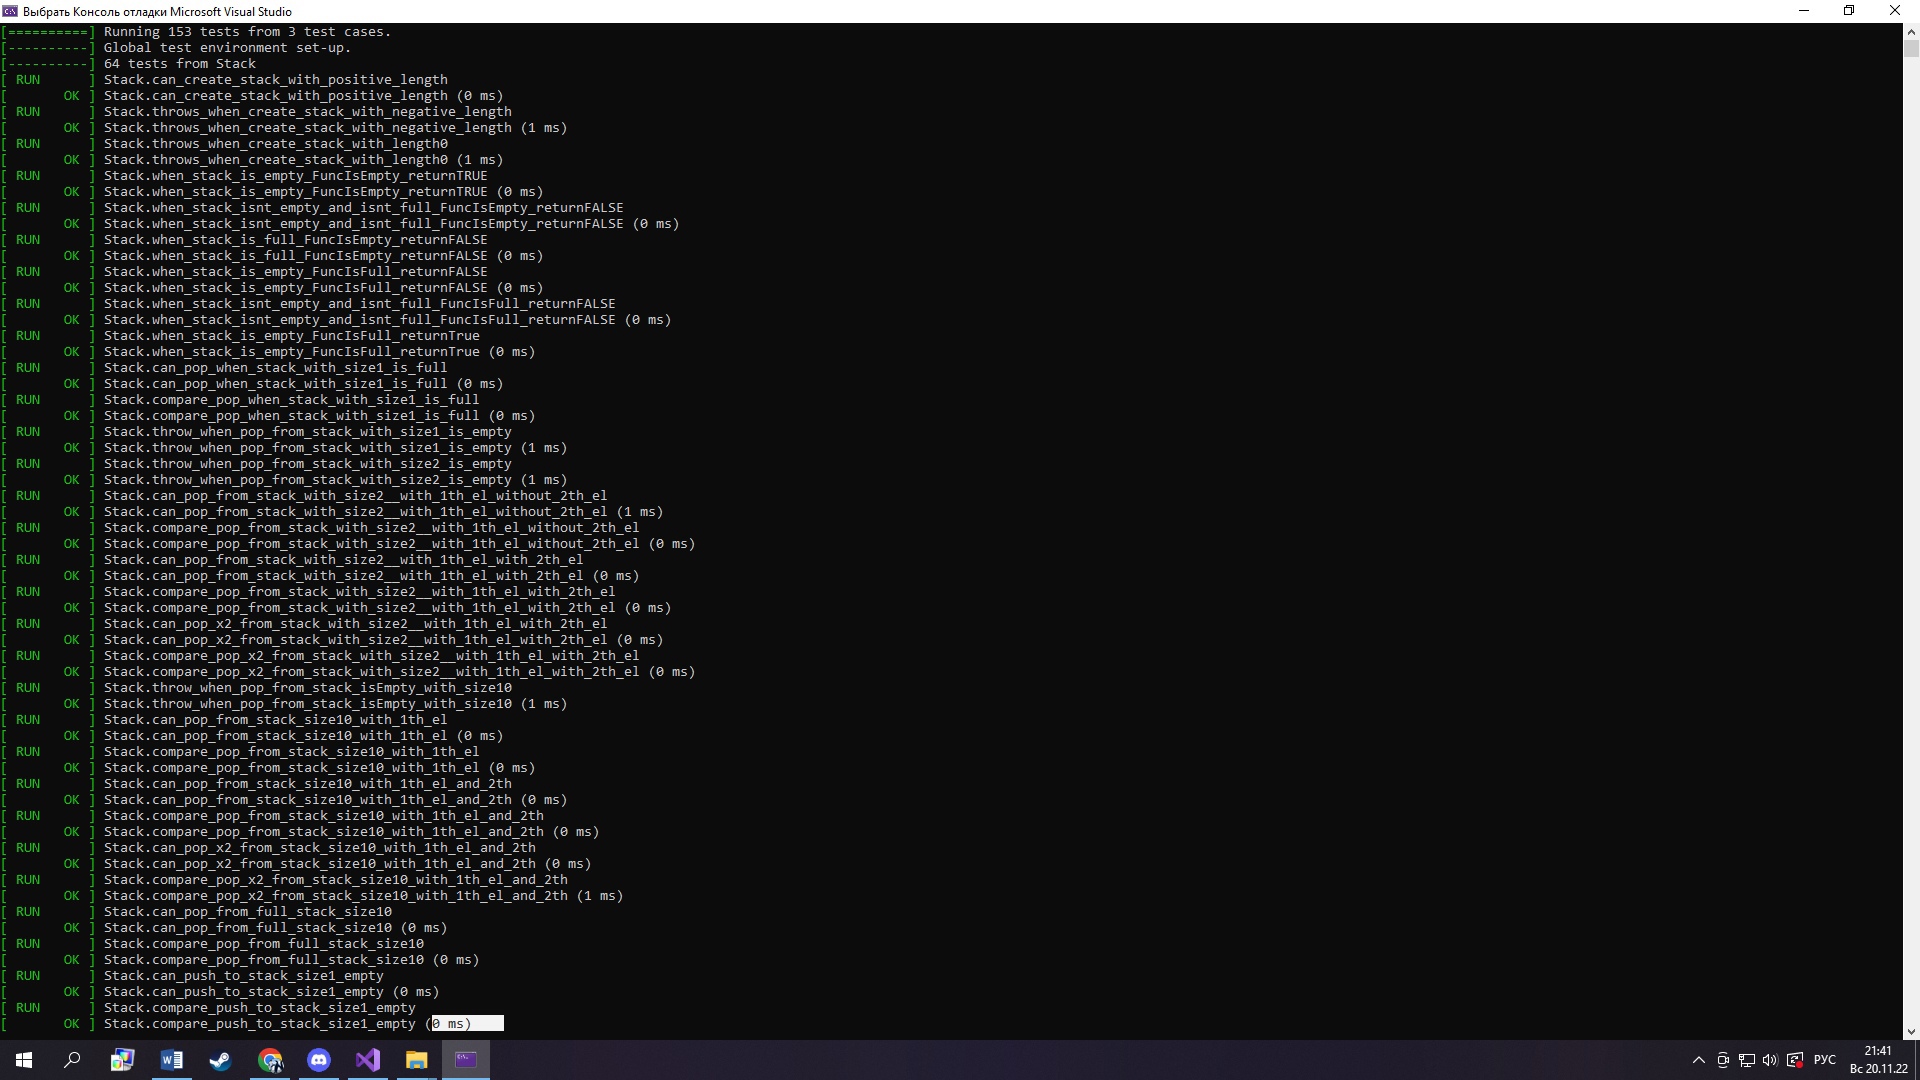 Выбрать Консоль отладки Microsoft Visual Studio
[==========] Running 153 tests from 3 test cases.
[----------] Global test environment set-up.
[----------] 64 tests from Stack
[ RUN      ] Stack.can_create_stack_with_positive_length
[       OK ] Stack.can_create_stack_with_positive_length (0 ms)
[ RUN      ] Stack.throws_when_create_stack_with_negative_length
[       OK ] Stack.throws_when_create_stack_with_negative_length (1 ms)
[ RUN      ] Stack.throws_when_create_stack_with_length0
[       OK ] Stack.throws_when_create_stack_with_length0 (1 ms)
[ RUN      ] Stack.when_stack_is_empty_FuncIsEmpty_returnTRUE
[       OK ] Stack.when_stack_is_empty_FuncIsEmpty_returnTRUE (0 ms)
[ RUN      ] Stack.when_stack_isnt_empty_and_isnt_full_FuncIsEmpty_returnFALSE
[       OK ] Stack.when_stack_isnt_empty_and_isnt_full_FuncIsEmpty_returnFALSE (0 ms)
[ RUN      ] Stack.when_stack_is_full_FuncIsEmpty_returnFALSE
[       OK ] Stack.when_stack_is_full_FuncIsEmpty_returnFALSE (0 ms)
[ RUN      ] Stack.when_stack_is_empty_FuncIsFull_returnFALSE
[       OK ] Stack.when_stack_is_empty_FuncIsFull_returnFALSE (0 ms)
[ RUN      ] Stack.when_stack_isnt_empty_and_isnt_full_FuncIsFull_returnFALSE
[       OK ] Stack.when_stack_isnt_empty_and_isnt_full_FuncIsFull_returnFALSE (0 ms)
[ RUN      ] Stack.when_stack_is_empty_FuncIsFull_returnTrue
[       OK ] Stack.when_stack_is_empty_FuncIsFull_returnTrue (0 ms)
[ RUN      ] Stack.can_pop_when_stack_with_size1_is_full
[       OK ] Stack.can_pop_when_stack_with_size1_is_full (0 ms)
[ RUN      ] Stack.compare_pop_when_stack_with_size1_is_full
[       OK ] Stack.compare_pop_when_stack_with_size1_is_full (0 ms)
[ RUN      ] Stack.throw_when_pop_from_stack_with_size1_is_empty
[       OK ] Stack.throw_when_pop_from_stack_with_size1_is_empty (1 ms)
[ RUN      ] Stack.throw_when_pop_from_stack_with_size2_is_empty
[       OK ] Stack.throw_when_pop_from_stack_with_size2_is_empty (1 ms)
[ RUN      ] Stack.can_pop_from_stack_with_size2__with_1th_el_without_2th_el
[       OK ] Stack.can_pop_from_stack_with_size2__with_1th_el_without_2th_el (1 ms)
[ RUN      ] Stack.compare_pop_from_stack_with_size2__with_1th_el_without_2th_el
[       OK ] Stack.compare_pop_from_stack_with_size2__with_1th_el_without_2th_el (0 ms)
[ RUN      ] Stack.can_pop_from_stack_with_size2__with_1th_el_with_2th_el
[       OK ] Stack.can_pop_from_stack_with_size2__with_1th_el_with_2th_el (0 ms)
[ RUN      ] Stack.compare_pop_from_stack_with_size2__with_1th_el_with_2th_el
[       OK ] Stack.compare_pop_from_stack_with_size2__with_1th_el_with_2th_el (0 ms)
[ RUN      ] Stack.can_pop_x2_from_stack_with_size2__with_1th_el_with_2th_el
[       OK ] Stack.can_pop_x2_from_stack_with_size2__with_1th_el_with_2th_el (0 ms)
[ RUN      ] Stack.compare_pop_x2_from_stack_with_size2__with_1th_el_with_2th_el
[       OK ] Stack.compare_pop_x2_from_stack_with_size2__with_1th_el_with_2th_el (0 ms)
[ RUN      ] Stack.throw_when_pop_from_stack_isEmpty_with_size10
[       OK ] Stack.throw_when_pop_from_stack_isEmpty_with_size10 (1 ms)
[ RUN      ] Stack.can_pop_from_stack_size10_with_1th_el
[       OK ] Stack.can_pop_from_stack_size10_with_1th_el (0 ms)
[ RUN      ] Stack.compare_pop_from_stack_size10_with_1th_el
[       OK ] Stack.compare_pop_from_stack_size10_with_1th_el (0 ms)
[ RUN      ] Stack.can_pop_from_stack_size10_with_1th_el_and_2th
[       OK ] Stack.can_pop_from_stack_size10_with_1th_el_and_2th (0 ms)
[ RUN      ] Stack.compare_pop_from_stack_size10_with_1th_el_and_2th
[       OK ] Stack.compare_pop_from_stack_size10_with_1th_el_and_2th (0 ms)
[ RUN      ] Stack.can_pop_x2_from_stack_size10_with_1th_el_and_2th
[       OK ] Stack.can_pop_x2_from_stack_size10_with_1th_el_and_2th (0 ms)
[ RUN      ] Stack.compare_pop_x2_from_stack_size10_with_1th_el_and_2th
[       OK ] Stack.compare_pop_x2_from_stack_size10_with_1th_el_and_2th (1 ms)
[ RUN      ] Stack.can_pop_from_full_stack_size10
[       OK ] Stack.can_pop_from_full_stack_size10 (0 ms)
[ RUN      ] Stack.compare_pop_from_full_stack_size10
[       OK ] Stack.compare_pop_from_full_stack_size10 (0 ms)
[ RUN      ] Stack.can_push_to_stack_size1_empty
[       OK ] Stack.can_push_to_stack_size1_empty (0 ms)
[ RUN      ] Stack.compare_push_to_stack_size1_empty
[       OK ] Stack.compare_push_to_stack_size1_empty (0 ms)
РУС
21:41
Вс 20.11.22